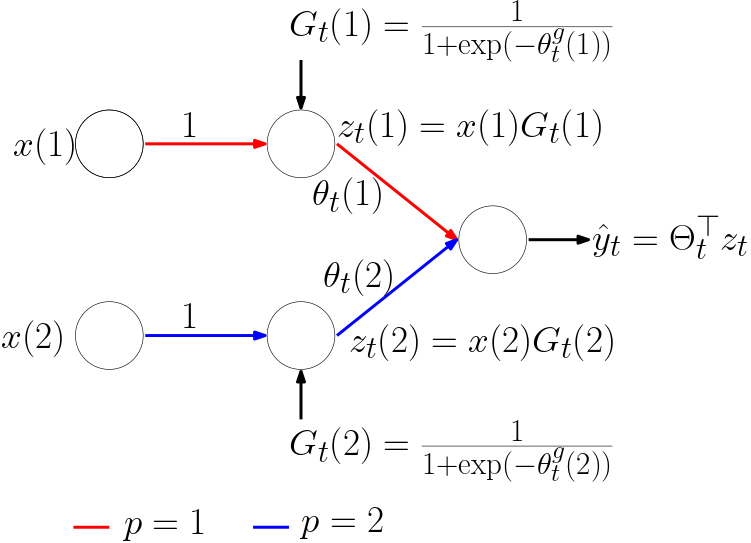 G_t(1) = \frac{1}{1+\exp(-\theta_t^g(1))}
x(1)
1
z_t(1) = x(1)G_t(1)
\theta_t(1)
\hat{y}_t = \Theta_t^\top z_t
\theta_t(2)
x(2)
1
z_t(2) = x(2)G_t(2)
G_t(2) = \frac{1}{1+\exp(-\theta_t^g(2))}
p = 1
p = 2